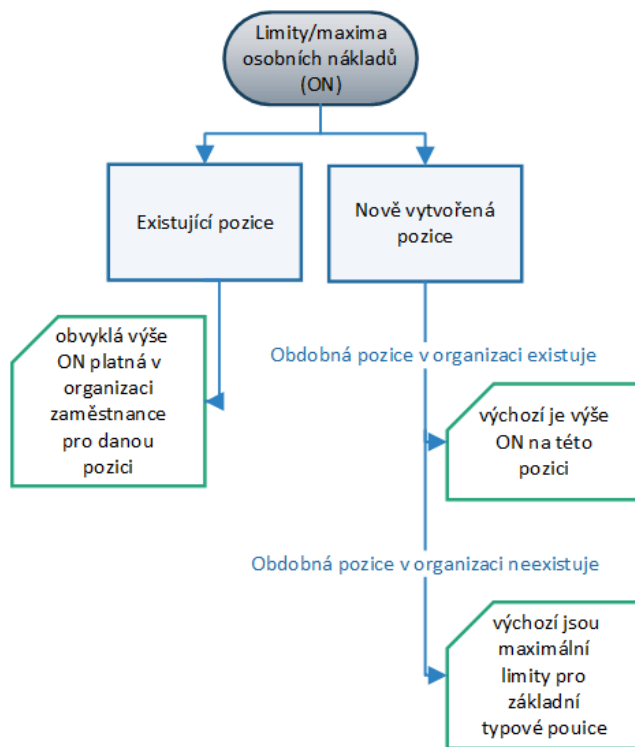 Limity/maxima
osobních nákladů
(ON)
Existující pozice
Nově vytvořená
pozice
obvyklá výše
ON platná v
organizaci
zaměstnance
pro danou
pozici
Obdobná pozice v organizaci existuje
výchozí je výše
ON na této
pozici
Obdobná pozice v organizaci neexistuje
výchozí jsou
maximální
limity pro
základní
typové pouice